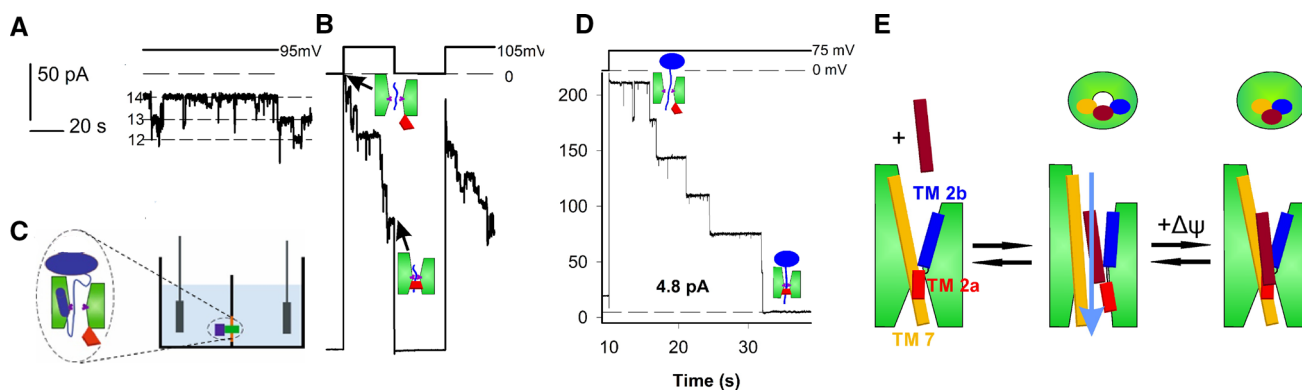 A
95mV
50 pA
20 s
14
13
12
B
105mV
0
C
D
75 mV
0 mV
200
150
100
50
0
4.8 pA
10
20
30
Time (s)
E
+
TM 2b
TM 2a
TM 7
+Δψ